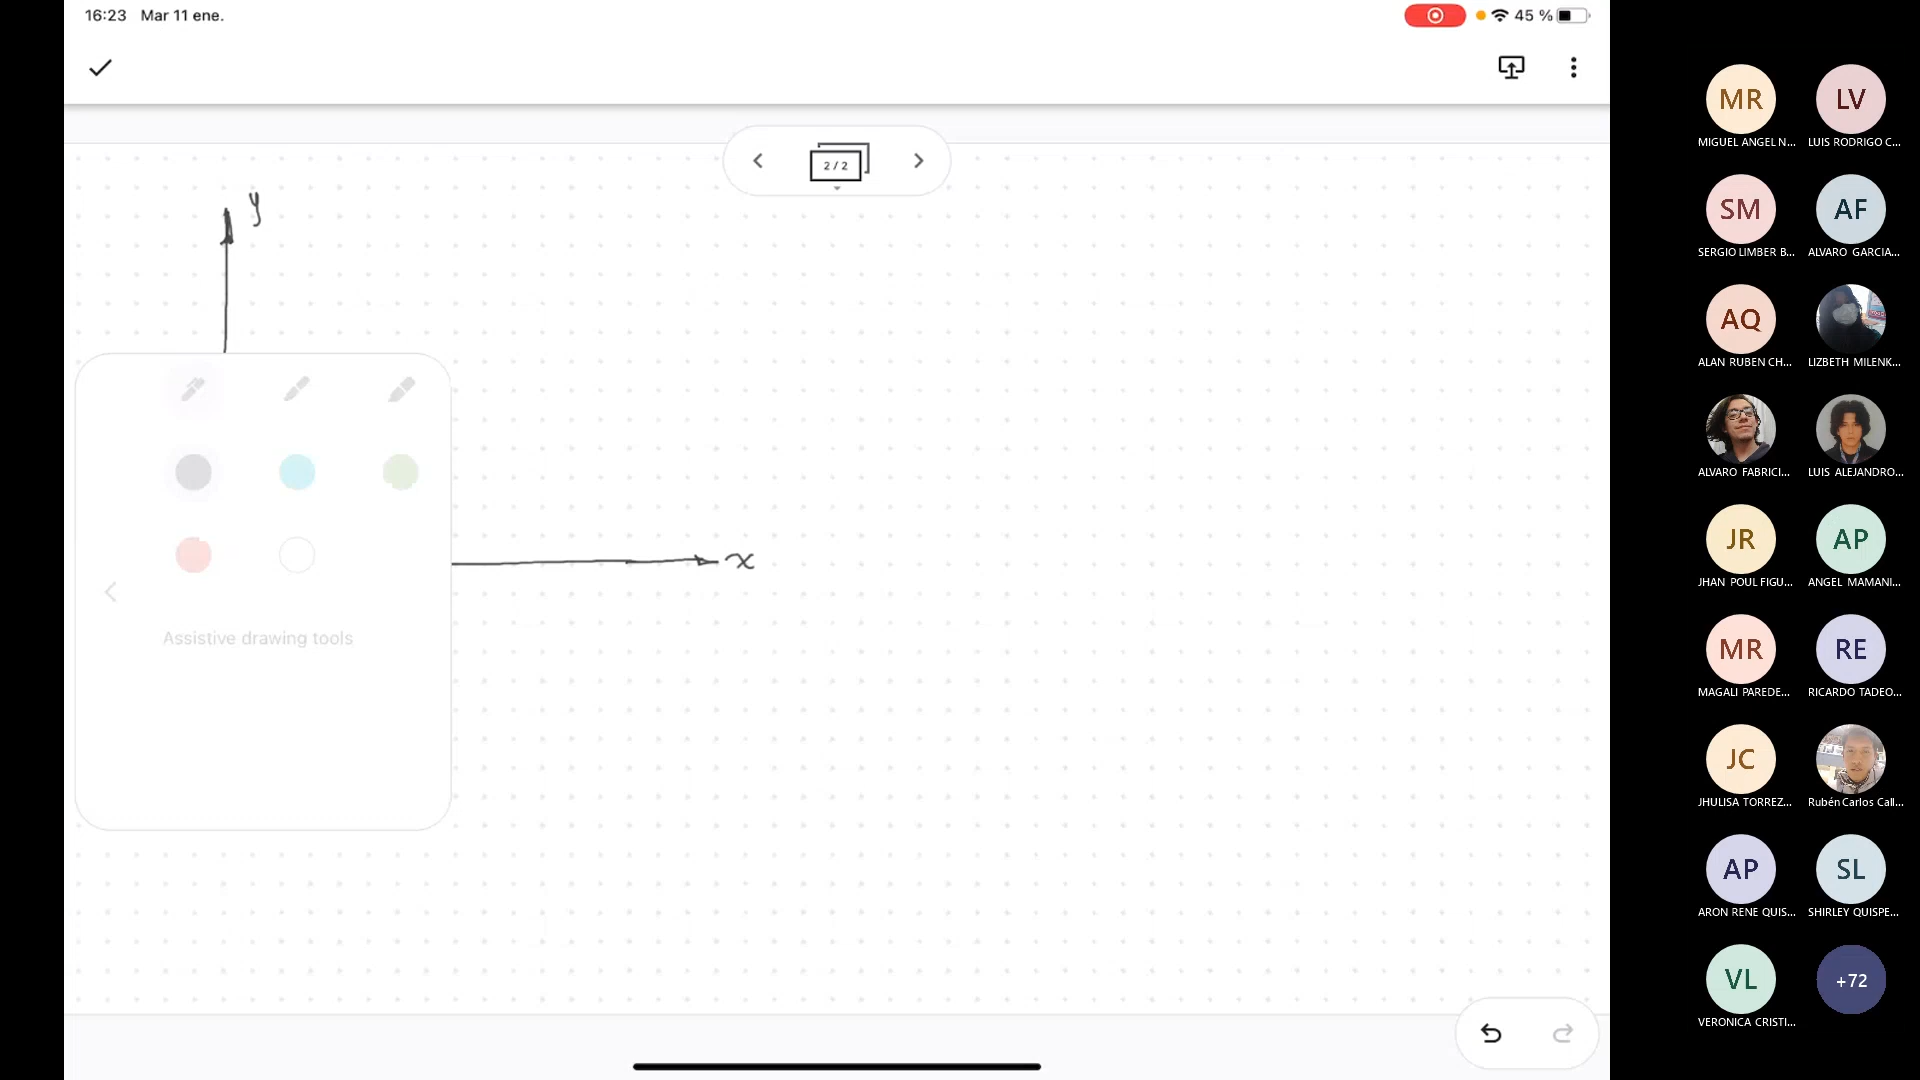 16:23 Mar 11 ene.
45 %
2 / 2
y
x
Assistive drawing tools
MR LV
MIGUEL ANGEL N... LUIS RODRIGO C...
SM AF
SERGIO LIMBER B... ALVARO GARCIA...
AQ
ALAN RUBEN CH... LIZBETH MILENK...
ALVARO FABRICI... LUIS ALEJANDRO...
JR AP
JHAN POUL FIGU... ANGEL MAMANI...
MR RE
MAGALI PAREDE... RICARDO TADEO...
JC
JHULISA TORREZ... Rubén Carlos Call...
AP SL
ARON RENE QUIS... SHIRLEY QUISPE...
VL +72
VERONICA CRISTI...